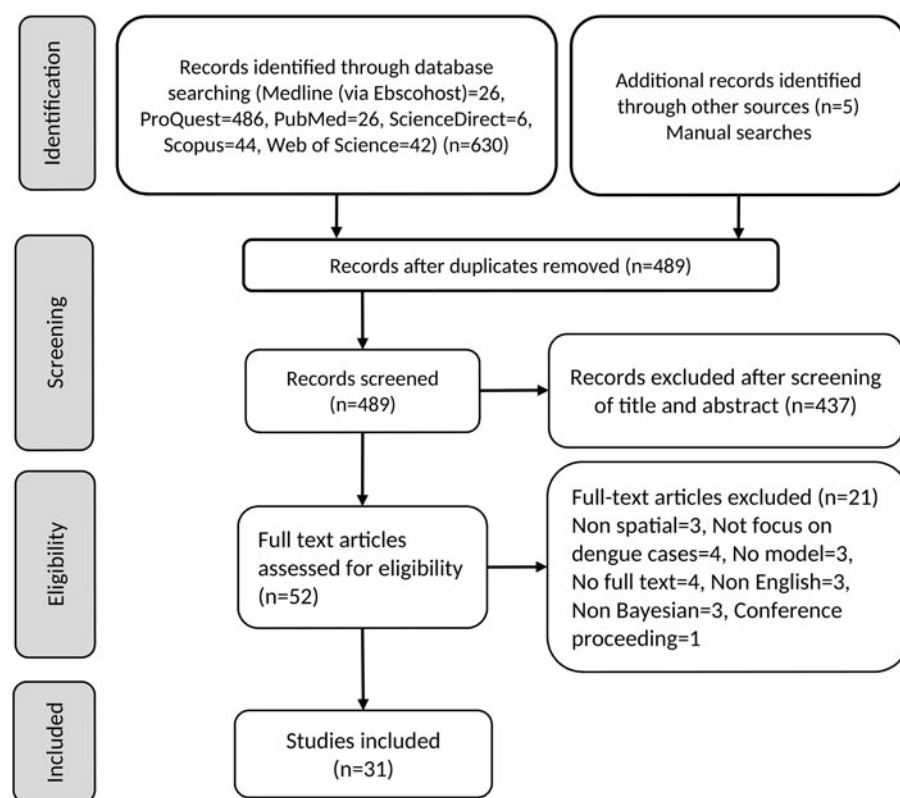 Identification
Records identified through database
searching (Medline (via Ebscohost)=26,
ProQuest=486, PubMed=26, ScienceDirect=6,
Scopus=44, Web of Science=42) (n=630)
Additional records identified
through other sources (n=5)
Manual searches
Screening
Records after duplicates removed (n=489)
Records screened
(n=489)
Records excluded after screening
of title and abstract (n=437)
Eligibility
Full text articles
assessed for eligibility
(n=52)
Full-text articles excluded (n=21)
Non spatial=3, Not focus on
dengue cases=4, No model=3,
No full text=4, Non English=3,
Non Bayesian=3, Conference
proceeding=1
Included
Studies included
(n=31)